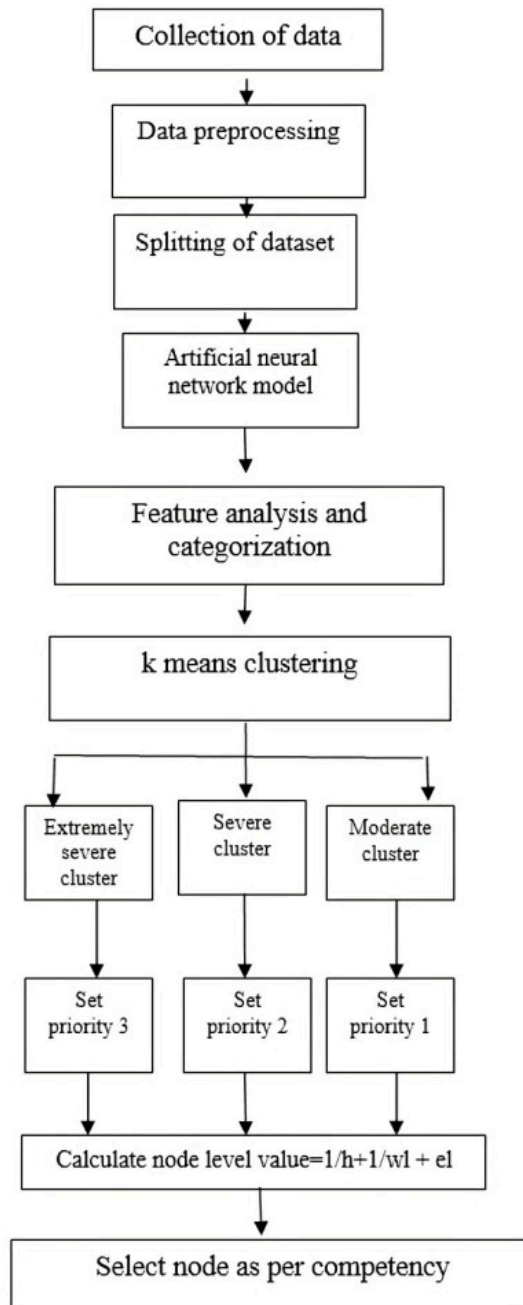 Collection of data
Data preprocessing
Splitting of dataset
Artificial neural
network model
Feature analysis and
categorization
k means clustering
Extremely
severe
cluster
Severe
cluster
Moderate
cluster
Set
priority 3
Set
priority 2
Set
priority 1
Calculate node level value=1/h+1/wl + el
Select node as per competency